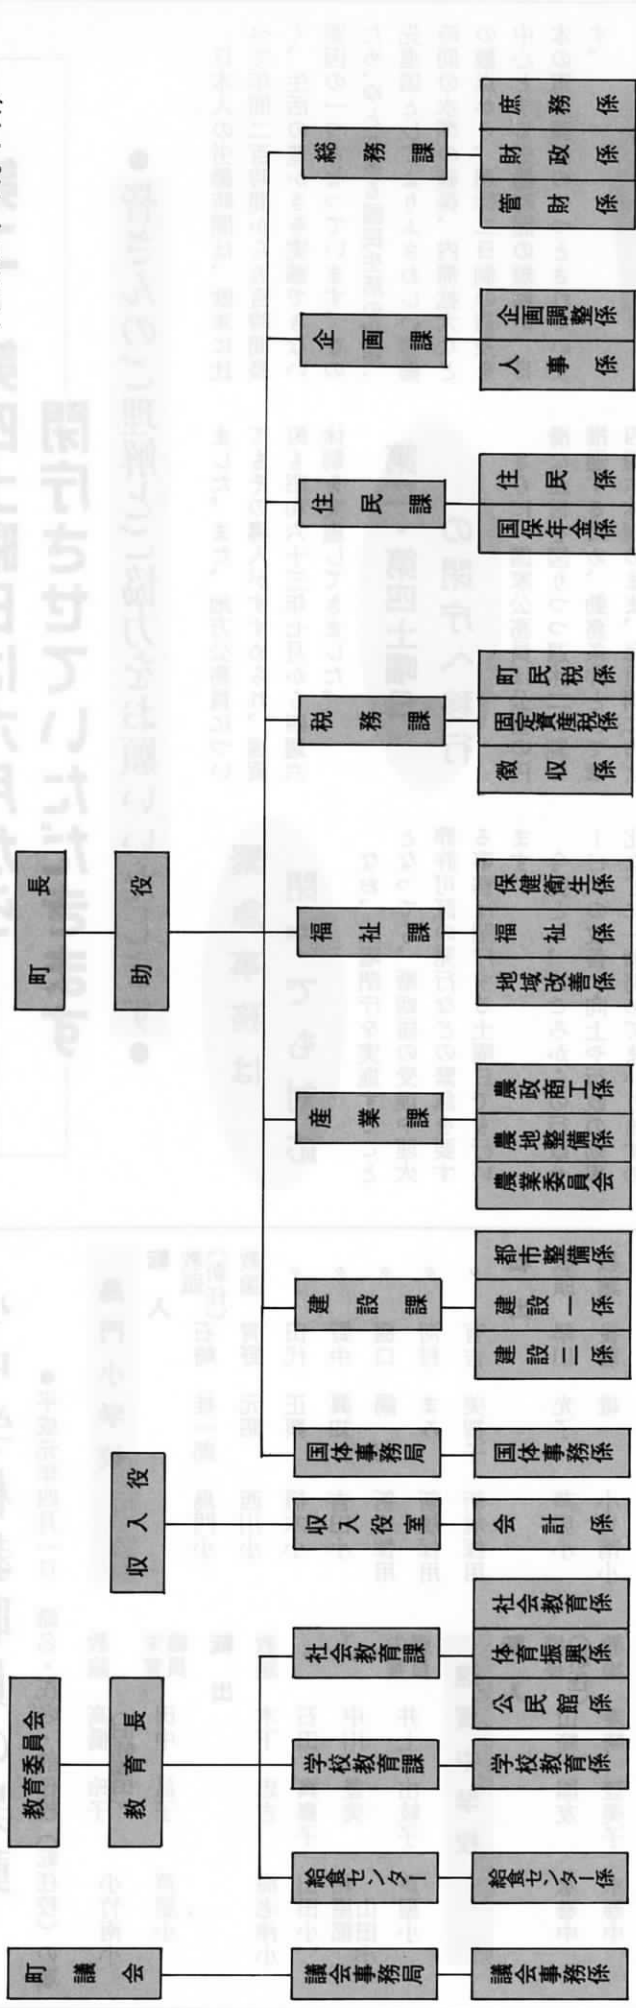 町長
助役
総務課
庶務係
財政係
管財係
企画課
企画調整係
人事係
住民課
住民係
国保年金係
税務課
町民税係
固定資産税係
徴収係
福祉課
保健衛生係
福祉係
地域改善係
産業課
農政商工係
農地整備係
農業委員会
建設課
都市整備係
建設一係
建設二係
国体事務局
国体事務係
収入役
収入役室
会計係
教育委員会
教育長
社会教育課
社会教育係
体育振興係
公民館係
学校教育課
学校教育係
給食センター
給食センター係
町議会
議会事務局
議会事務係